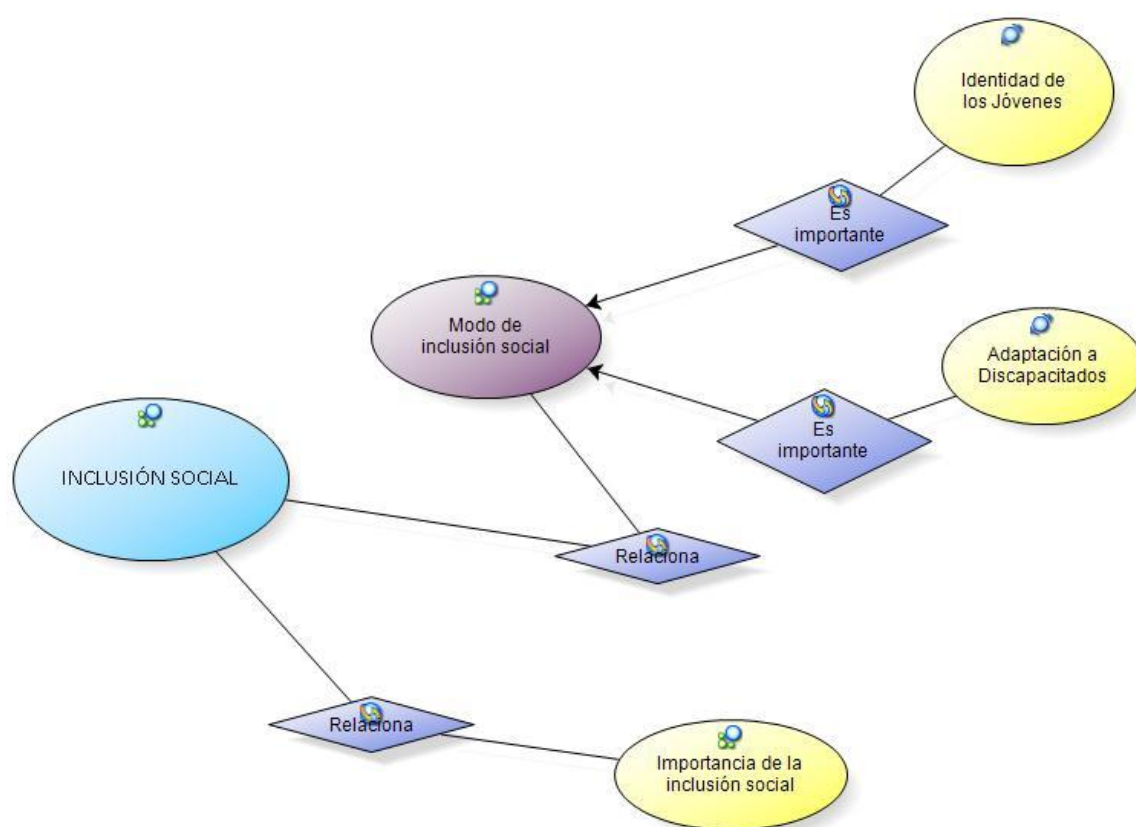 Identidad de
los Jóvenes
Es
importante
Modo de
inclusión social
Adaptación a
Discapacitados
Es
importante
INCLUSIÓN SOCIAL
Relaciona
Relaciona
Importancia de la
inclusión social